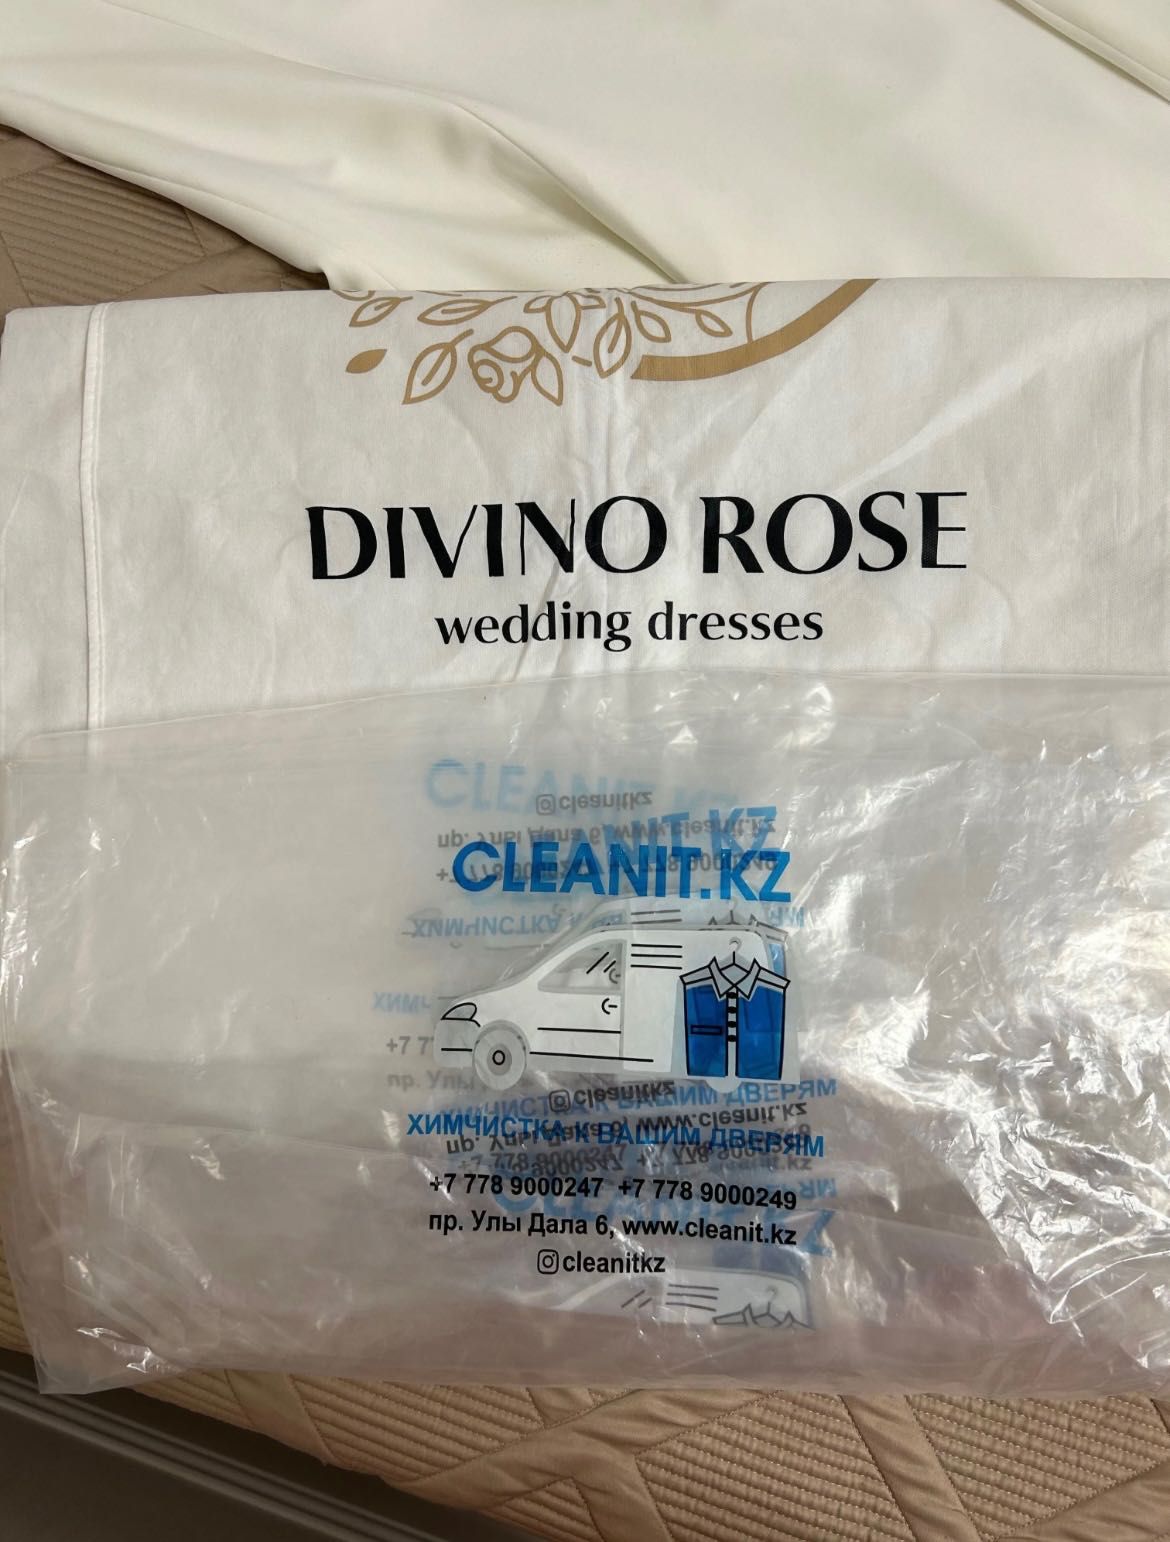 DIVINO ROSE
wedding dresses
CLEANIT.KZ
ХИМЧИСТКА К ВАШИМ ДВЕРЯМ
+7 778 9000247 +7 778 9000249
пр. Улы Дала 6, www.cleanit.kz
cleanitkz